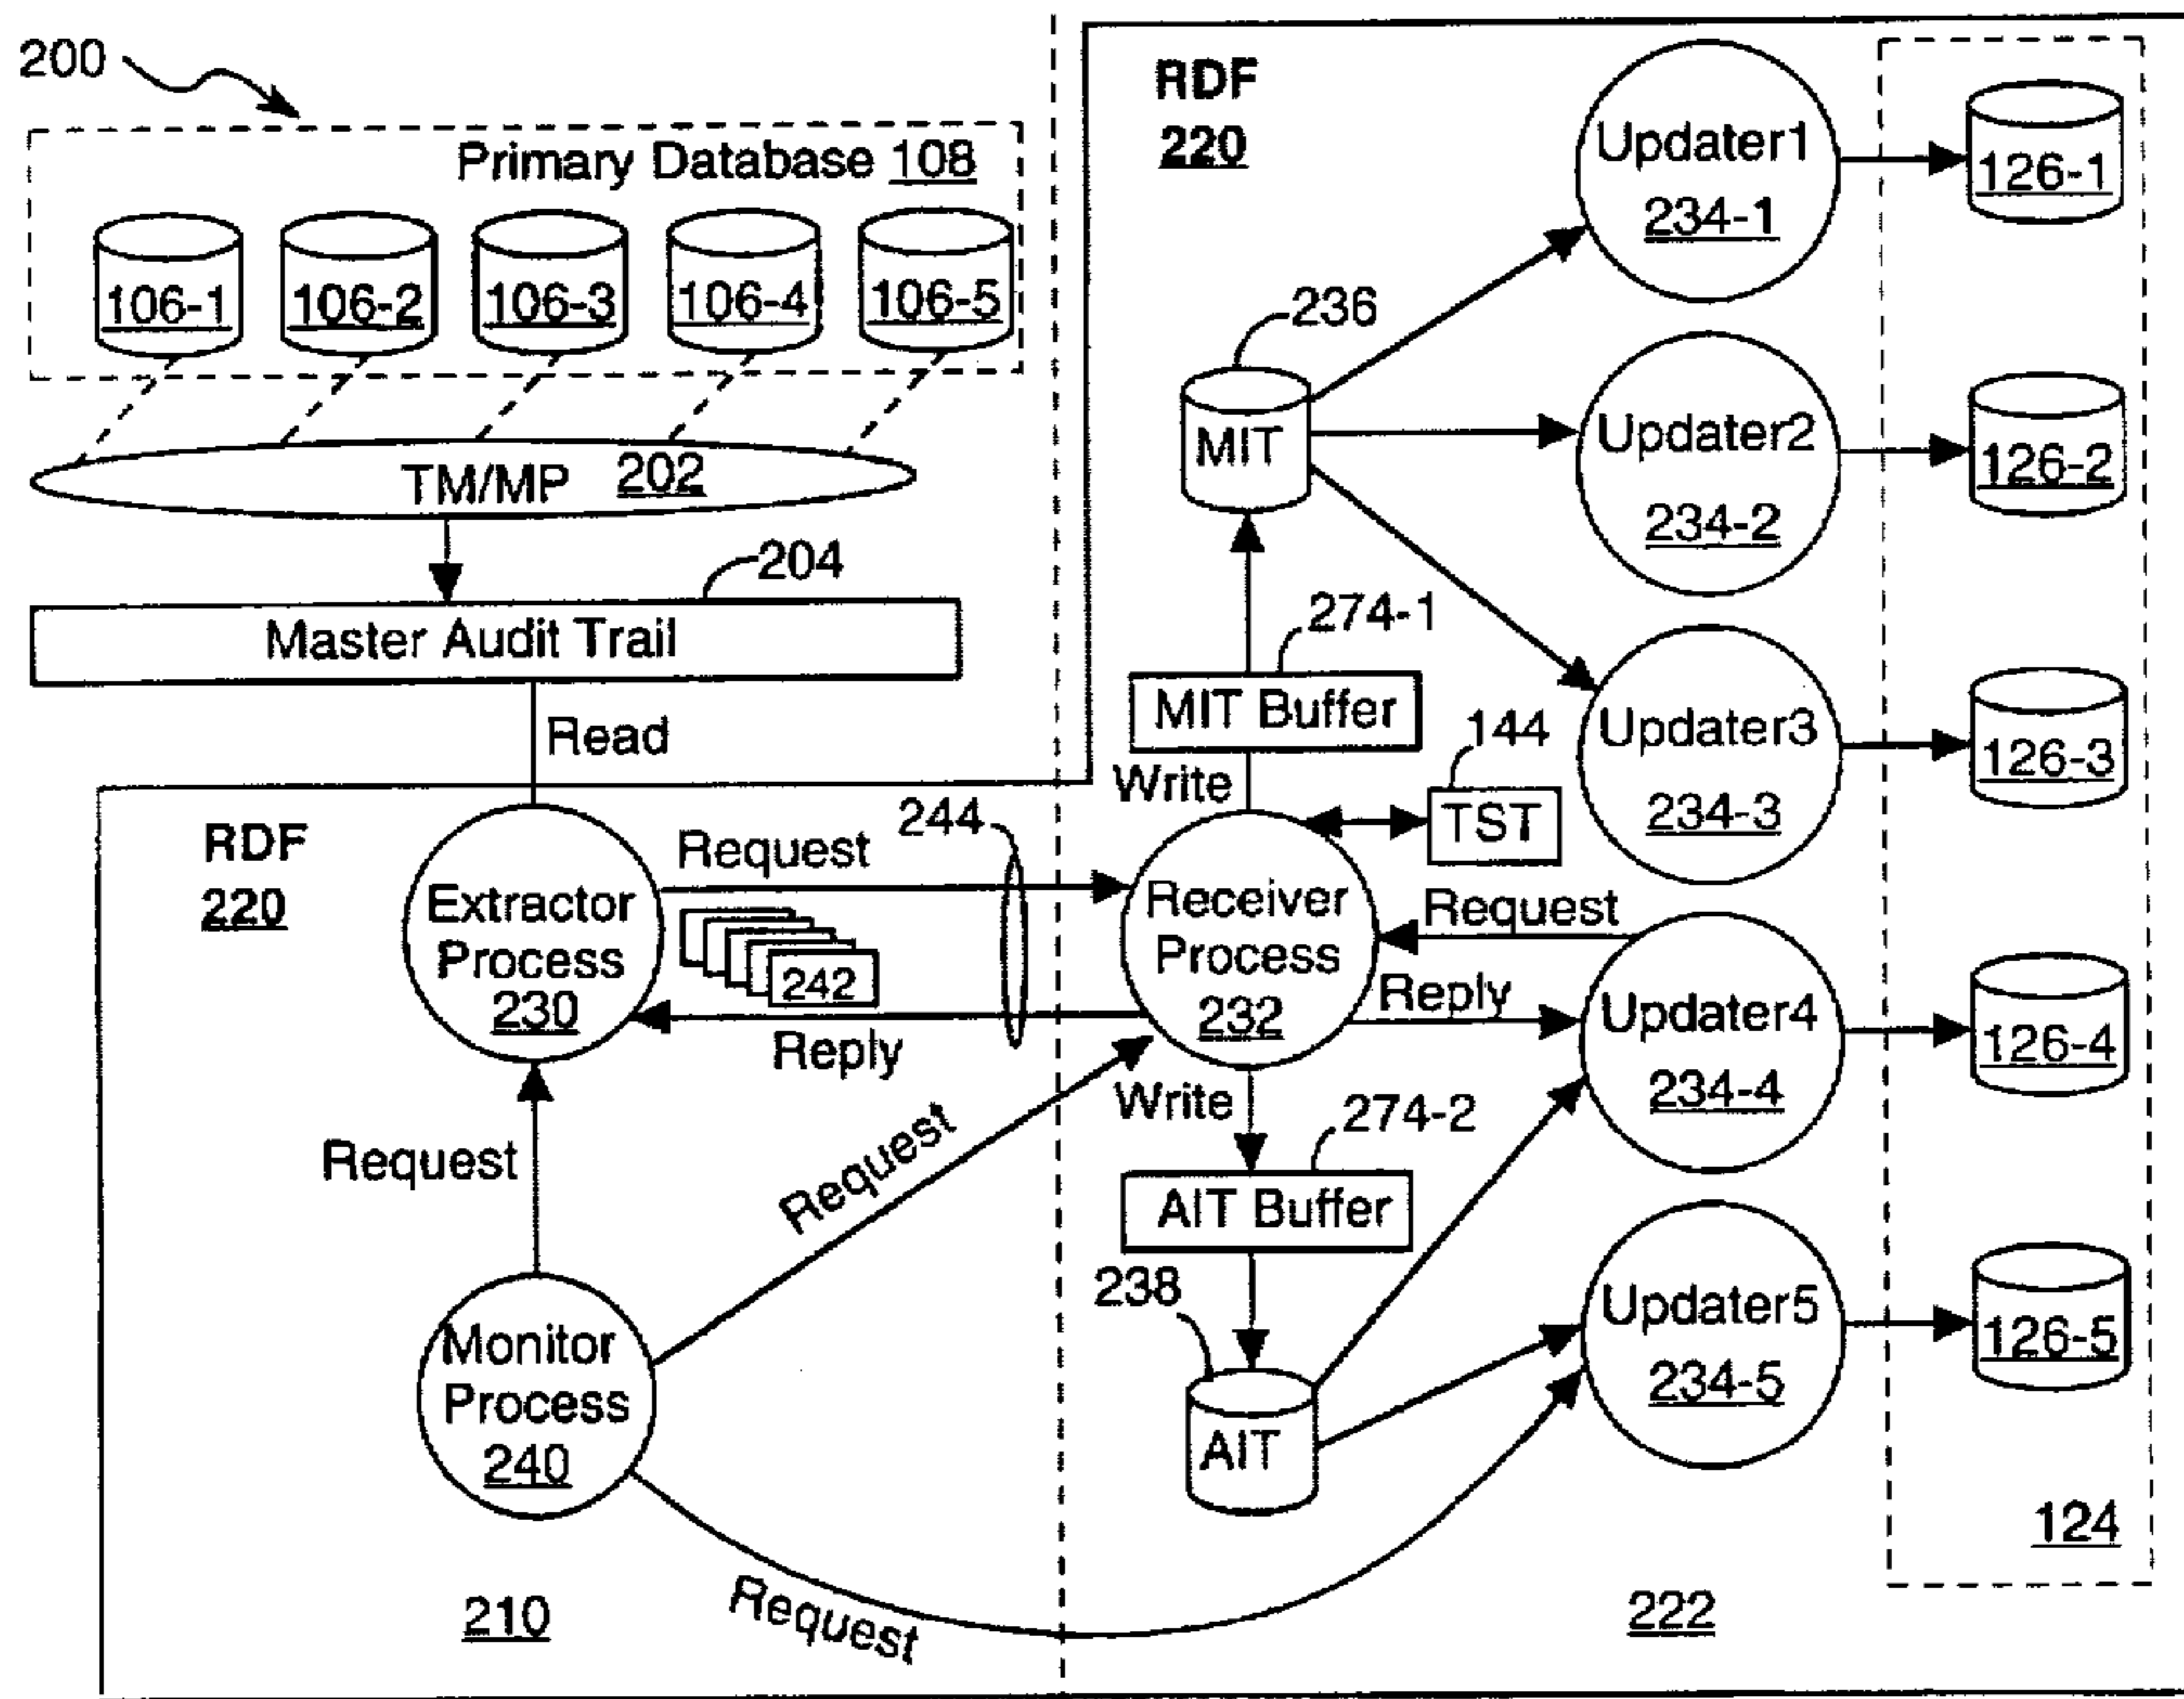 200
Primary Database 108
106-1
106-2
106-3
106-4
106-5
TM/MP 202
204
Master Audit Trail
Read
RDF
220
Extractor
Process
230
Request
242
244
Reply
Request
Monitor
Process
240
Request
Request
210
RDF
220
236
MIT
274-1
MIT Buffer
Write
144
TST
Receiver
Process
232
Request
Reply
Write
274-2
AIT Buffer
238
AIT
Updater1
234-1
Updater2
234-2
Updater3
234-3
Updater4
234-4
Updater5
234-5
126-1
126-2
126-3
126-4
126-5
124
222